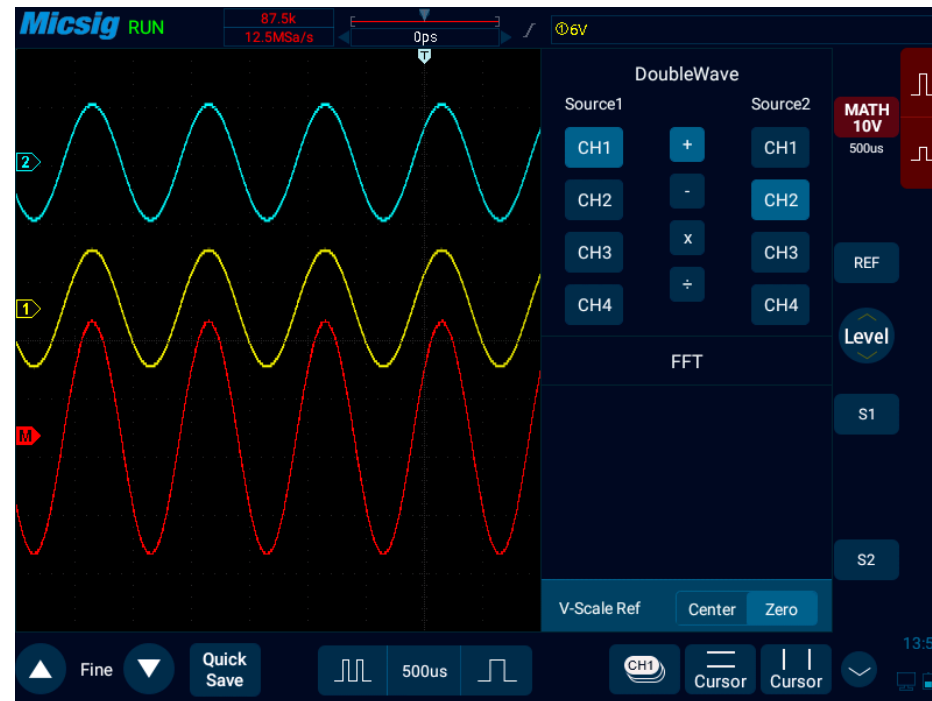 Micsig RUN
87.5k
12.5MSa/s
0ps
T
①6V
DoubleWave
Source1 Source2
CH1 + CH1
CH2 - CH2
CH3 x CH3
CH4 ÷ CH4
FFT
V-Scale Ref Center Zero
2
1
M
MATH
10V
500us
REF
Level
S1
S2
Fine
Quick
Save
500us
CH1
Cursor
Cursor